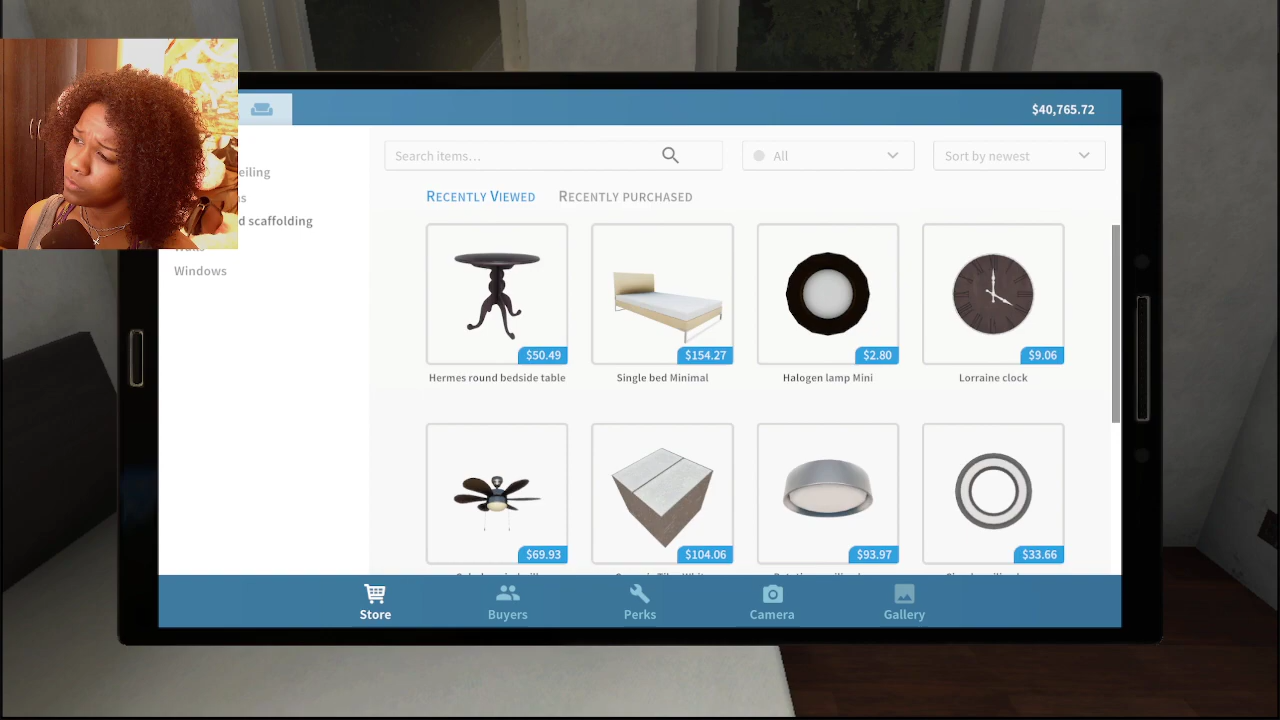 $40,765.72
Search items...
All
Sort by newest
eiling
d scaffolding
Windows
RECENTLY VIEWED
RECENTLY PURCHASED
$50.49
$154.27
$2.80
$9.06
Hermes round bedside table
Single bed Minimal
Halogen lamp Mini
Lorraine clock
$69.93
$104.06
$93.97
$33.66
Store
Buyers
Perks
Camera
Gallery